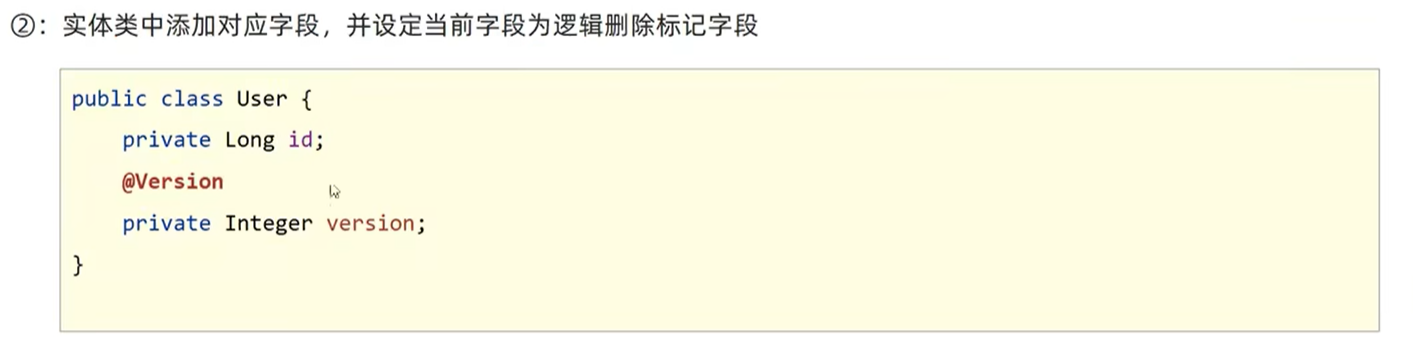 ②：实体类中添加对应字段，并设定当前字段为逻辑删除标记字段
public class User {
    private Long id;
    @Version
    private Integer version;
}